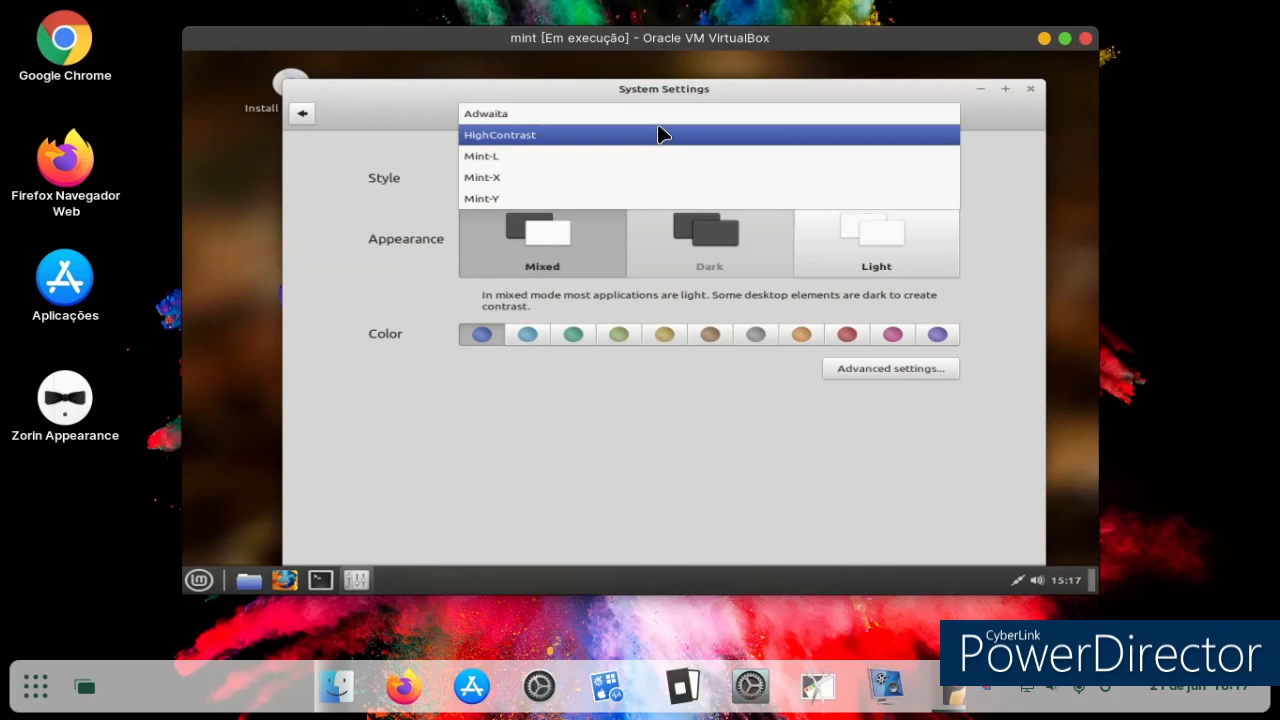 Google Chrome
Firefox Navegador
Web
Aplicações
Zorin Appearance
mint [Em execução] - Oracle VM VirtualBox
Install
System Settings
Adwaita
HighContrast
Mint-L
Mint-X
Mint-Y
Style
Appearance
Mixed
Dark
Light
In mixed mode most applications are light. Some desktop elements are dark to create
contrast.
Color
Advanced settings...
lm
15:17
CyberLink
PowerDirector